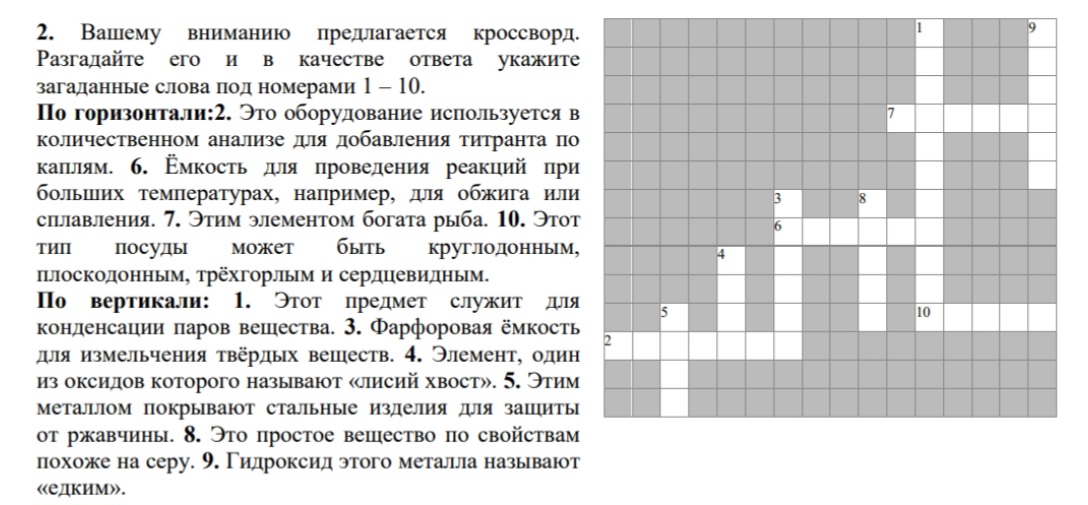 2. Вашему вниманию предлагается кроссворд.
Разгадайте его и в качестве ответа укажите
загаданные слова под номерами 1 – 10.
По горизонтали:2. Это оборудование используется в
количественном анализе для добавления титранта по
каплям. 6. Ёмкость для проведения реакций при
больших температурах, например, для обжига или
сплавления. 7. Этим элементом богата рыба. 10. Этот
тип посуды может быть круглодонным,
плоскодонным, трёхгорлым и сердцевидным.
По вертикали: 1. Этот предмет служит для
конденсации паров вещества. 3. Фарфоровая ёмкость
для измельчения твёрдых веществ. 4. Элемент, один
из оксидов которого называют «лисий хвост». 5. Этим
металлом покрывают стальные изделия для защиты
от ржавчины. 8. Это простое вещество по свойствам
похоже на серу. 9. Гидроксид этого металла называют
«едким».
1 9
7
3 8
6
4
5 10
2